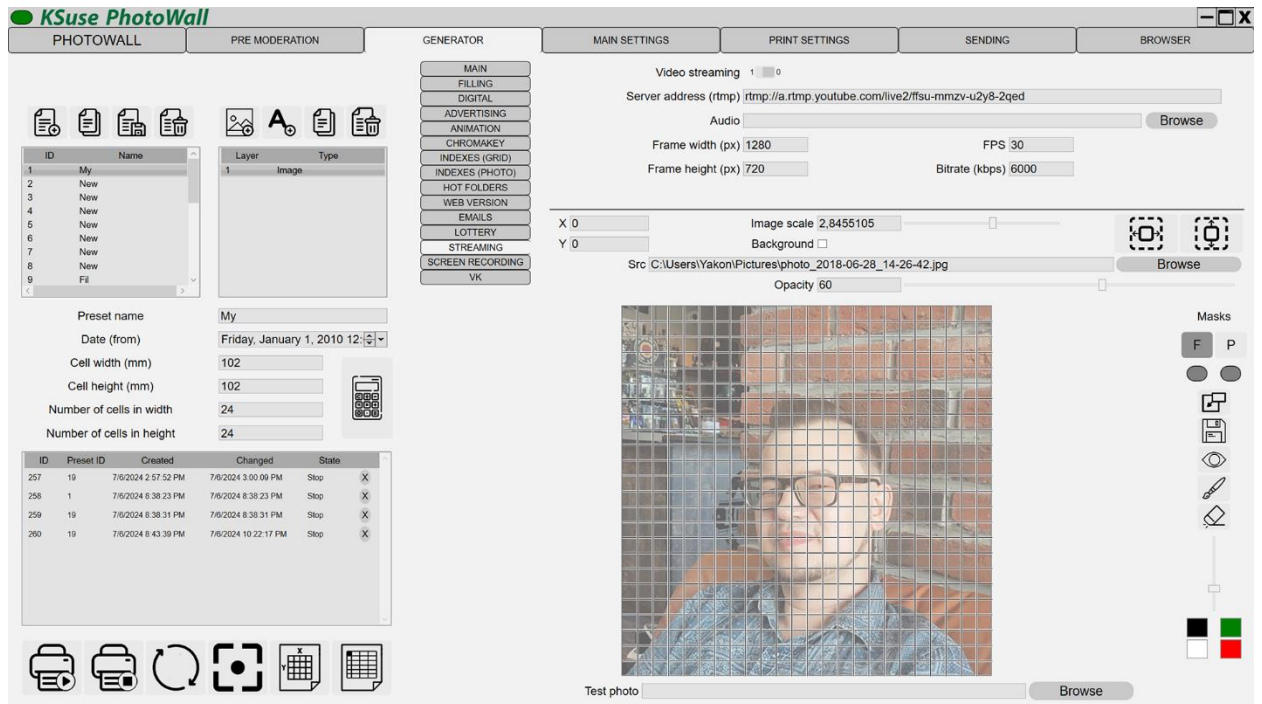 KSuse PhotoWall
X
PHOTOWALL PRE MODERATION GENERATOR MAIN SETTINGS PRINT SETTINGS SENDING BROWSER
MAIN
FILLING
DIGITAL
ADVERTISING
ANIMATION
CHROMAKEY
INDEXES (GRID)
INDEXES (PHOTO)
HOT FOLDERS
WEB VERSION
EMAILS
LOTTERY
STREAMING
SCREEN RECORDING
VK
ID Name
1 My
2 New
3 New
4 New
5 New
6 New
7 New
8 New
9 Fil
Layer Type
1 Image
Preset name My
Date (from) Friday, January 1, 2010 12:
Cell width (mm) 102
Cell height (mm) 102
Number of cells in width 24
Number of cells in height 24
ID Preset ID Created Changed State
257 19 7/6/2024 2:57:52 PM 7/6/2024 3:00:09 PM Stop X
258 1 7/6/2024 8:38:23 PM 7/6/2024 8:38:23 PM Stop X
259 19 7/6/2024 8:38:31 PM 7/6/2024 8:38:31 PM Stop X
260 19 7/6/2024 8:43:39 PM 7/6/2024 10:22:17 PM Stop X
X
Y
Video streaming 1 0
Server address (rtmp) rtmp://a.rtmp.youtube.com/live2/ffsu-mmzv-u2y8-2qed
Audio Browse
Frame width (px) 1280 FPS 30
Frame height (px) 720 Bitrate (kbps) 6000
X 0 Image scale 2,8455105
Y 0 Background
Src C:\Users\Yakon\Pictures\photo_2018-06-28_14-26-42.jpg Browse
Opacity 60
Masks
F P
Test photo Browse